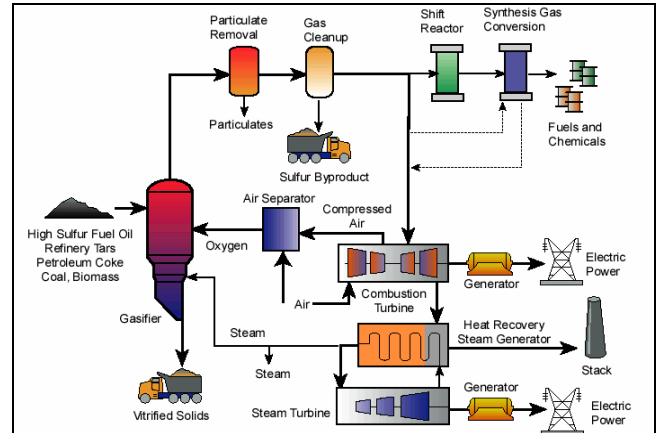 Particulate
Removal
Gas
Cleanup
Shift
Reactor
Synthesis Gas
Conversion
Particulates
Sulfur Byproduct
Fuels and
Chemicals
Air Separator
Compressed
Air
High Sulfur Fuel Oil
Refinery Tars
Petroleum Coke
Coal, Biomass
Oxygen
Electric
Power
Generator
Combustion
Turbine
Air
Gasifier
Steam
Steam
Heat Recovery
Steam Generator
Stack
Vitrified Solids
Steam Turbine
Generator
Electric
Power